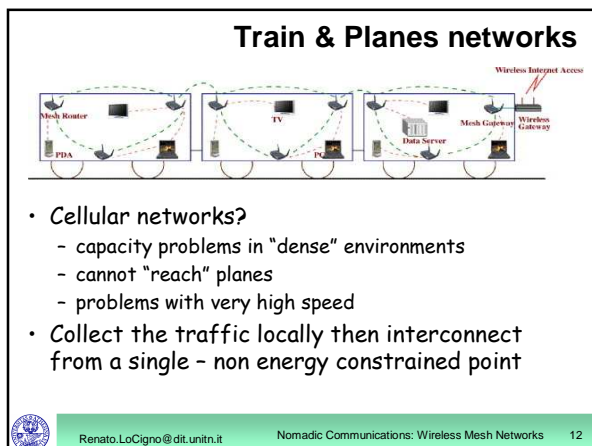 Train & Planes networks
Wireless Internet Access
Mesh Router
TV
Mesh Gateway
Wireless
Gateway
Data Server
PDA
PC
• Cellular networks?
– capacity problems in “dense” environments
– cannot “reach” planes
– problems with very high speed
• Collect the traffic locally then interconnect
from a single – non energy constrained point
Renato.LoCigno@dit.unitn.it
Nomadic Communications: Wireless Mesh Networks
12